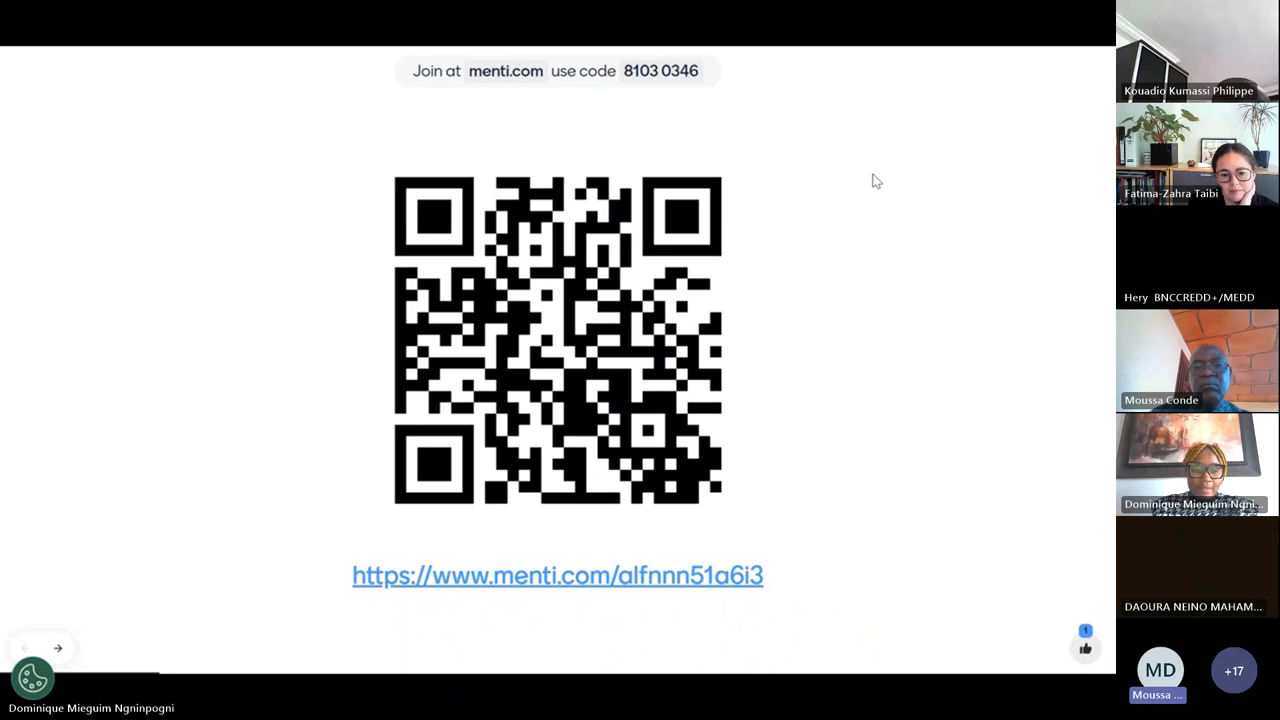 Join at menti.com use code 8103 0346
https://www.menti.com/alfnnn51a6i3
1
Dominique Mieguim Ngninpogni
Kouadio Kumassi Philippe
Fatima-Zahra Taibi
Hery BNCCREDD+/MEDD
Moussa Conde
Dominique Mieguim Ngni...
DAOURA NEINO MAHAM...
MD
+17
Moussa ...